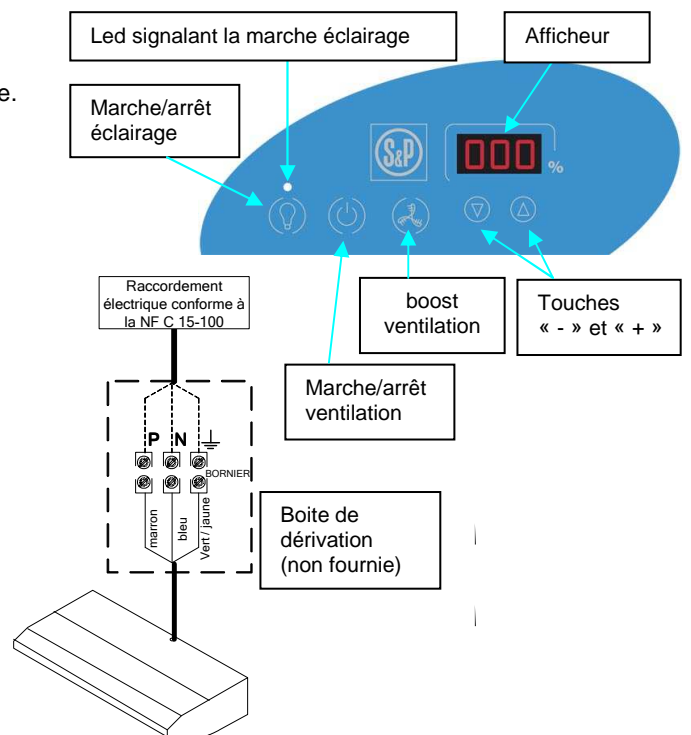 Led signalant la marche éclairage
Afficheur
e.
Marche/arrêt
éclairage
S&P
000
%
Raccordement
électrique conforme à
la NF C 15-100
boost
ventilation
Touches
« - » et « + »
Marche/arrêt
ventilation
P N
BORNIER
marron
bleu
Vert / jaune
Boite de
dérivation
(non fournie)